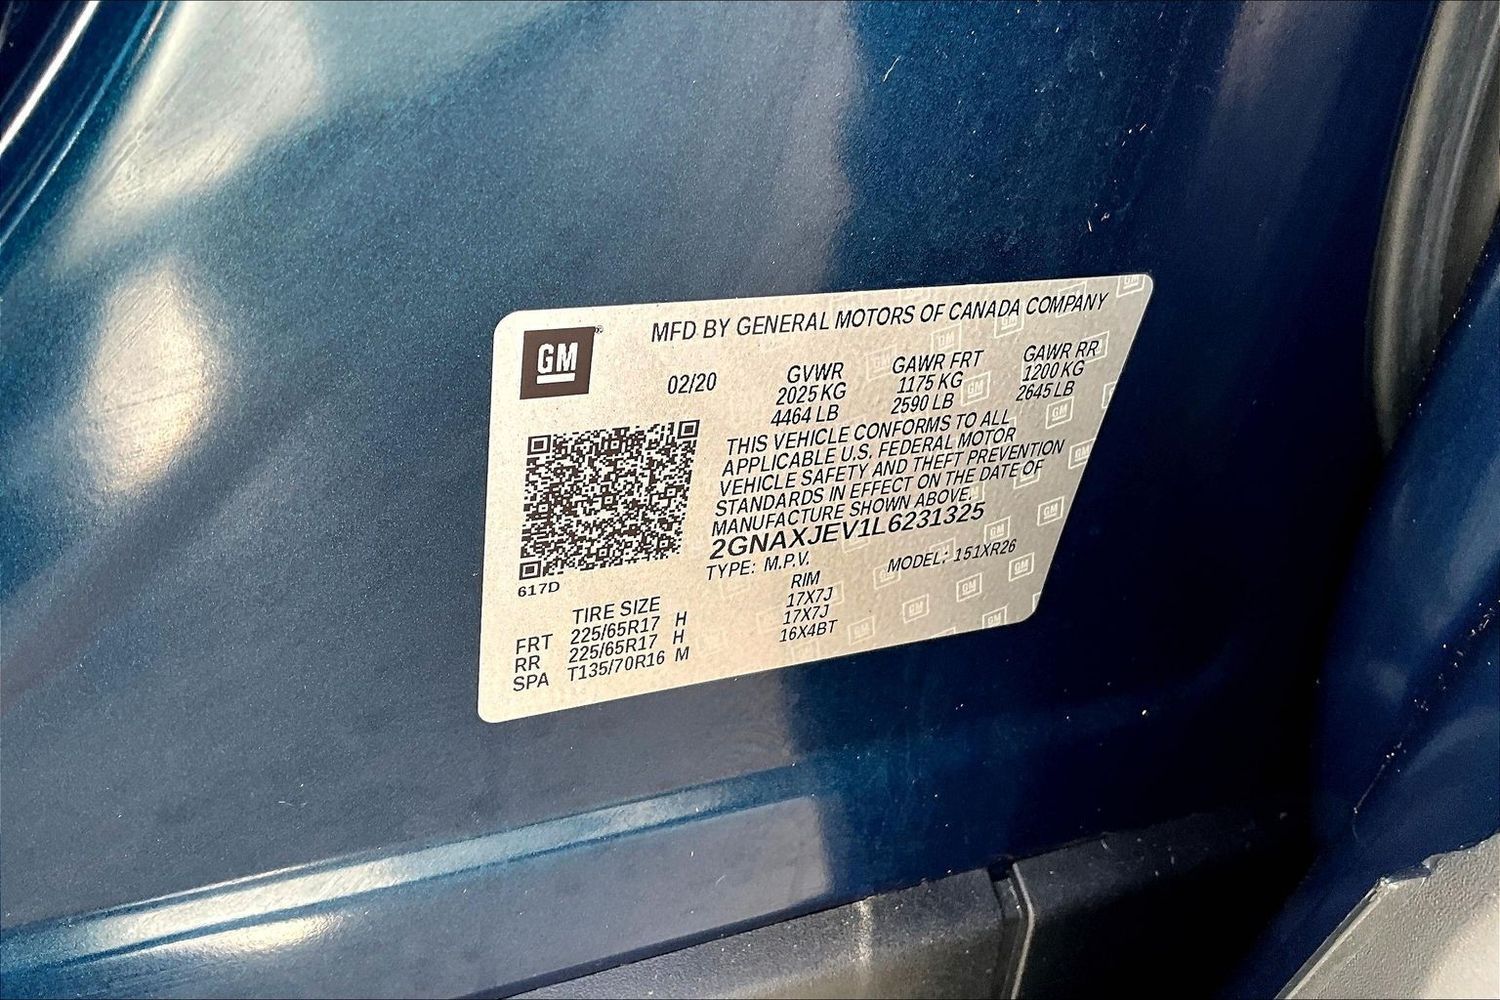 GM
MFD BY GENERAL MOTORS OF CANADA COMPANY
02/20 GVWR GAWR FRT GAWR RR
2025 KG 1175 KG 1200 KG
4464 LB 2590 LB 2645 LB
THIS VEHICLE CONFORMS TO ALL
APPLICABLE U.S. FEDERAL MOTOR
VEHICLE SAFETY AND THEFT PREVENTION
STANDARDS IN EFFECT ON THE DATE OF
MANUFACTURE SHOWN ABOVE.
2GNAXJEV1L6231325
TYPE: M.P.V. MODEL: 151XR26
617D
TIRE SIZE RIM
FRT 225/65R17 H 17X7J
RR 225/65R17 H 17X7J
SPA T135/70R16 M 16X4BT